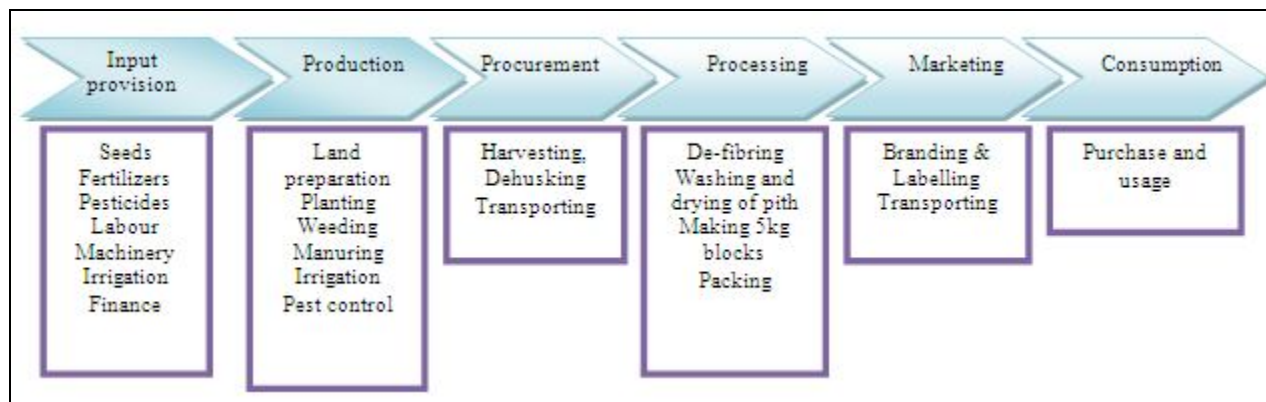 Input
provision
Production
Procurement
Processing
Marketing
Consumption
Seeds
Fertilizers
Pesticides
Labour
Machinery
Irrigation
Finance
Land
preparation
Planting
Weeding
Manuring
Irrigation
Pest control
Harvesting,
Dehusking
Transporting
De-fibring
Washing and
drying of pith
Making 5kg
blocks
Packing
Branding &
Labelling
Transporting
Purchase and
usage